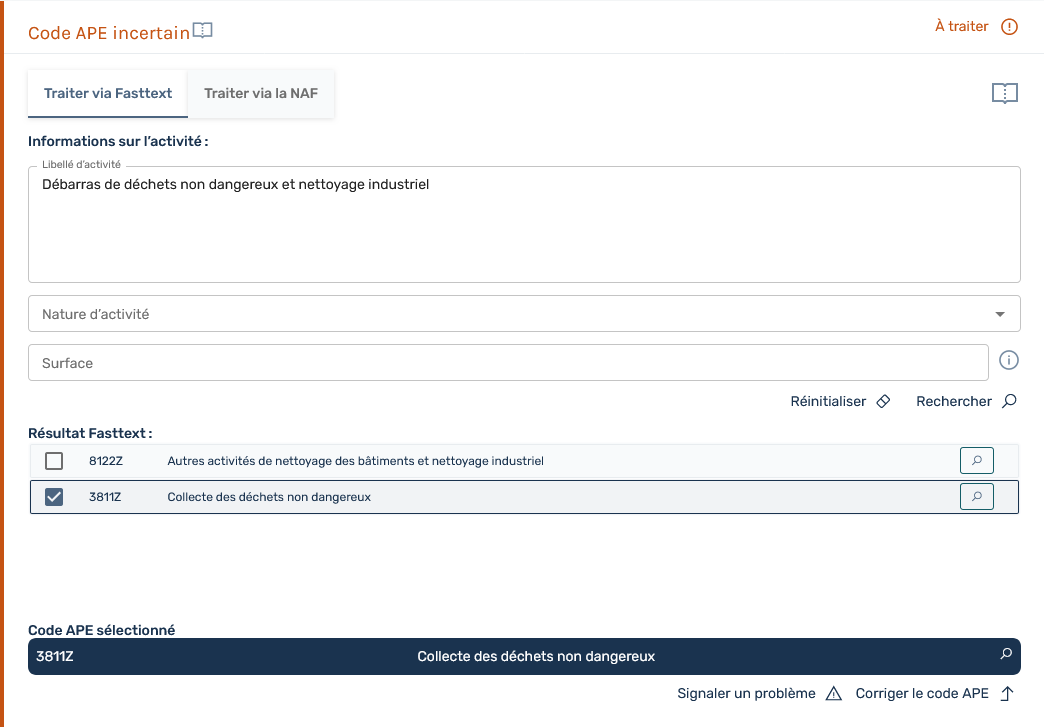 Code APE incertain
À traiter
Traiter via Fasttext
Traiter via la NAF
Informations sur l'activité :
Libellé d'activité
Débarras de déchets non dangereux et nettoyage industriel
Nature d'activité
Surface
Réinitialiser
Rechercher
Résultat Fasttext :
8122Z Autres activités de nettoyage des bâtiments et nettoyage industriel
3811Z Collecte des déchets non dangereux
Code APE sélectionné
3811Z Collecte des déchets non dangereux
Signaler un problème
Corriger le code APE